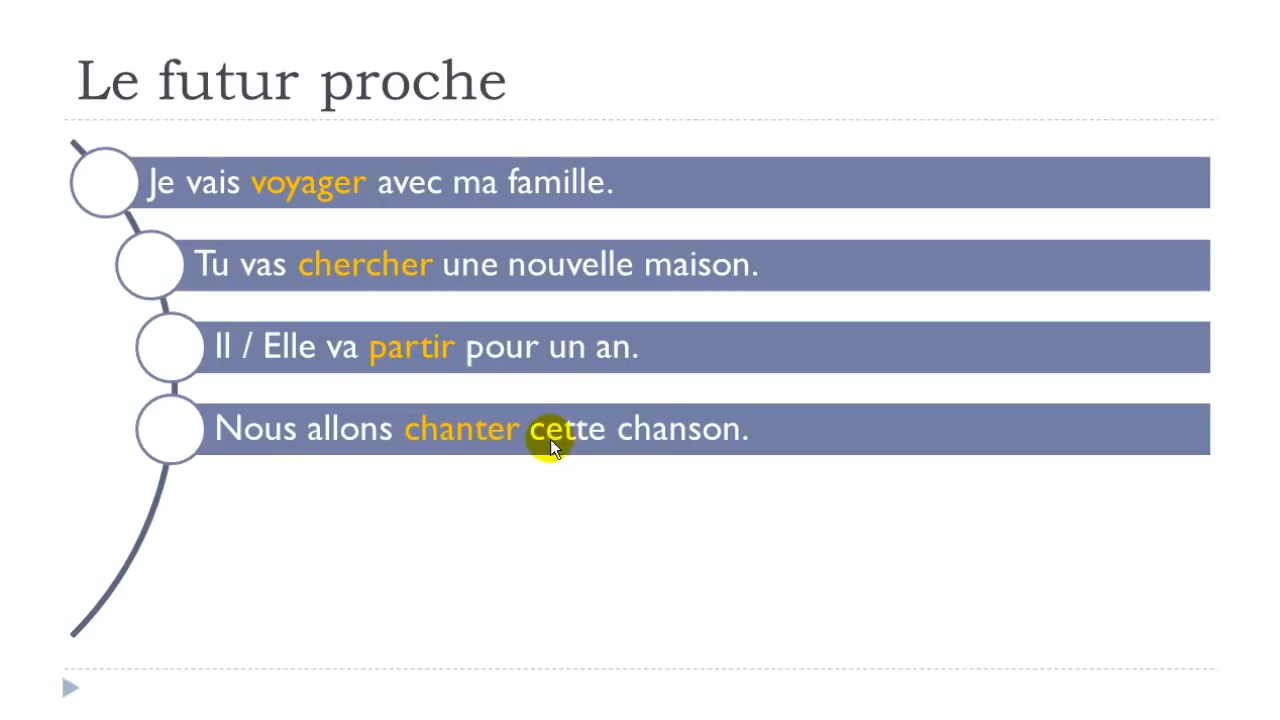 Le futur proche
Je vais voyager avec ma famille.
Tu vas chercher une nouvelle maison.
Il / Elle va partir pour un an.
Nous allons chanter cette chanson.